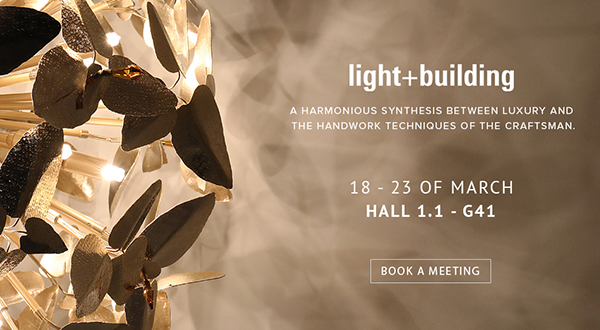 light+building
A HARMONIOUS SYNTHESIS BETWEEN LUXURY AND
THE HANDWORK TECHNIQUES OF THE CRAFTSMAN.
18 - 23 OF MARCH
HALL 1.1 - G41
BOOK A MEETING